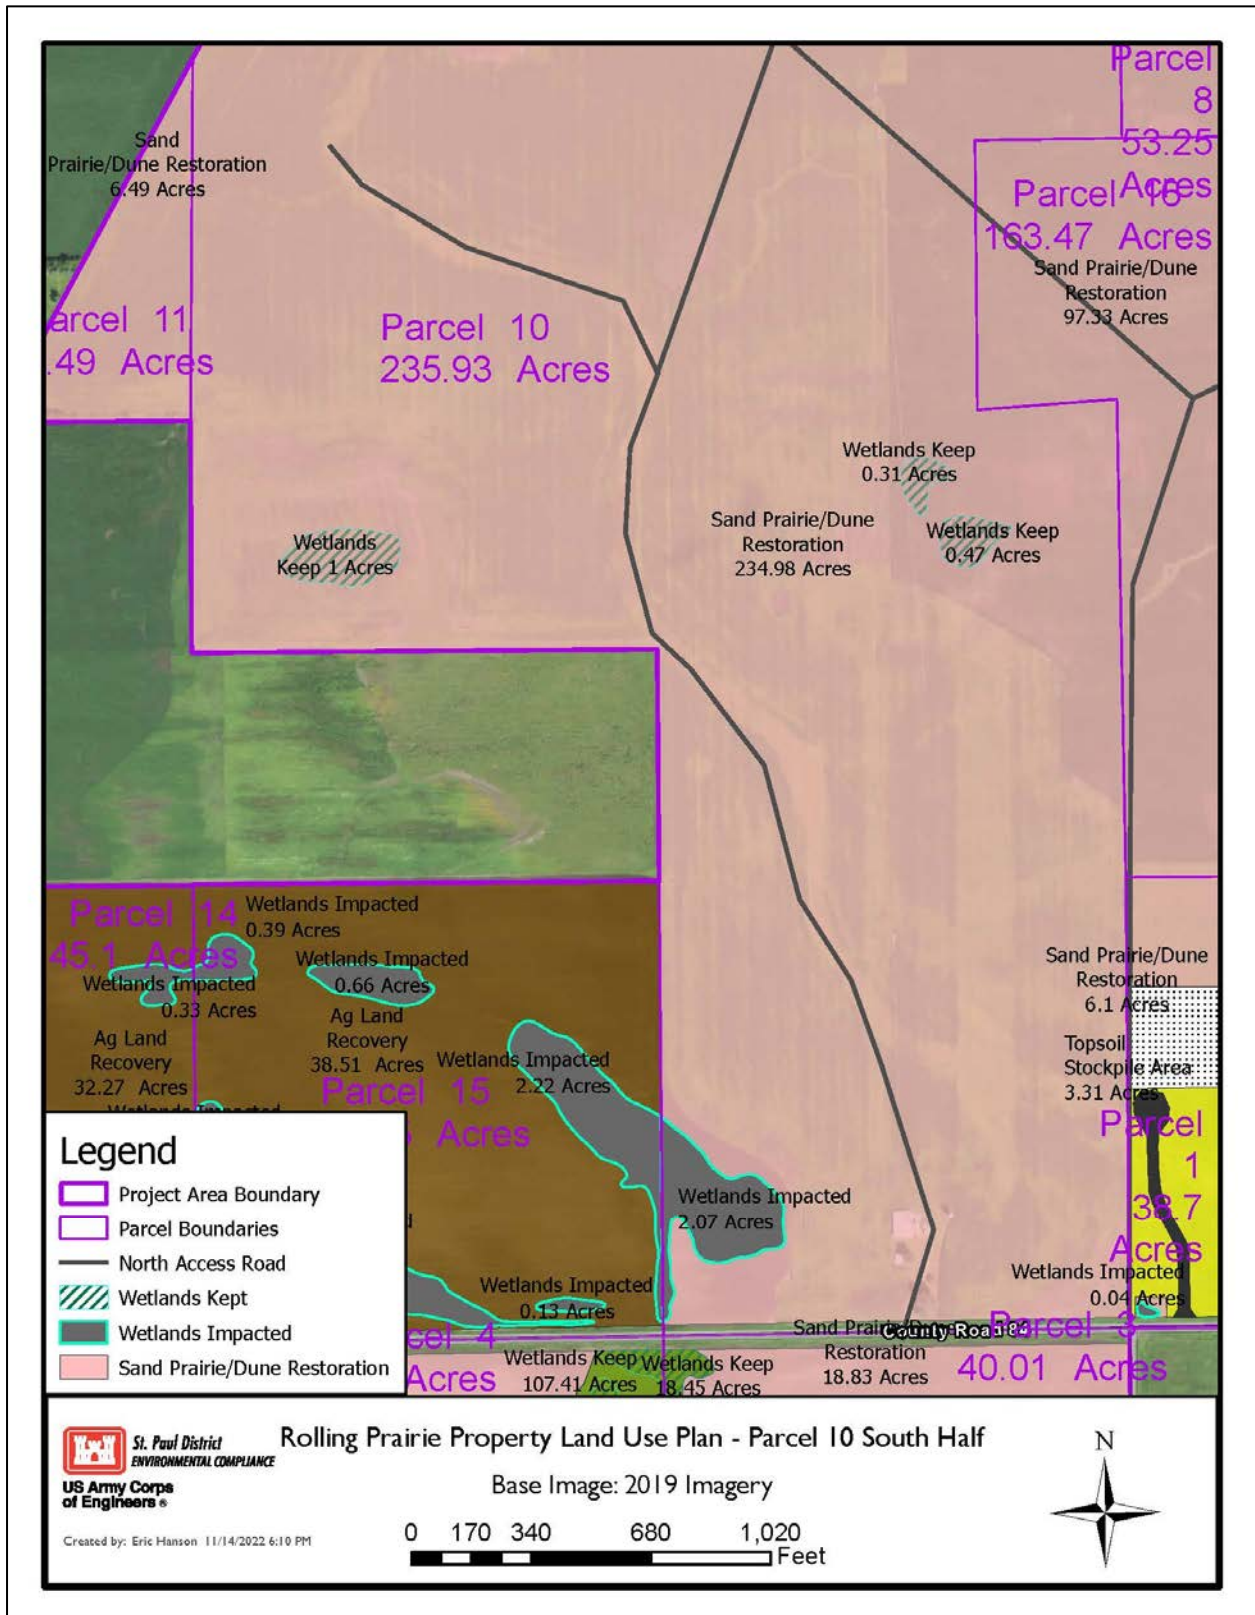 Parcel
8
53.25
Acres
Sand
Prairie/Dune Restoration
6.49 Acres
Parcel 16
163.47 Acres
Sand Prairie/Dune
Restoration
97.33 Acres
arcel 11
.49 Acres
Parcel 10
235.93 Acres
Wetlands Keep
0.31 Acres
Sand Prairie/Dune
Restoration
234.98 Acres
Wetlands Keep
0.47 Acres
Wetlands
Keep 1 Acres
Parcel 14
45.1 Acres
Wetlands Impacted
0.39 Acres
Wetlands Impacted
0.66 Acres
Wetlands Impacted
0.33 Acres
Ag Land
Recovery
32.27 Acres
Ag Land
Recovery
38.51 Acres
Wetlands Impacted
2.22 Acres
Sand Prairie/Dune
Restoration
6.1 Acres
Topsoil
Stockpile Area
3.31 Acres
Parcel 15
Acres
Wetlands Impacted
Parcel
1
38.7
Acres
Wetlands Impacted
2.07 Acres
Wetlands Impacted
0.04 Acres
Wetlands Impacted
0.13 Acres
County Road 84
Sand Prairie/Dune
Restoration
18.83 Acres
Parcel 3
40.01 Acres
cel 4
Acres
Wetlands Keep
107.41 Acres
Wetlands Keep
18.45 Acres
Legend
Project Area Boundary
Parcel Boundaries
North Access Road
Wetlands Kept
Wetlands Impacted
Sand Prairie/Dune Restoration
St. Paul District
ENVIRONMENTAL COMPLIANCE
US Army Corps
of Engineers ®
Created by: Eric Hanson 11/14/2022 6:10 PM
Rolling Prairie Property Land Use Plan - Parcel 10 South Half
Base Image: 2019 Imagery
0 170 340 680 1,020
Feet
N